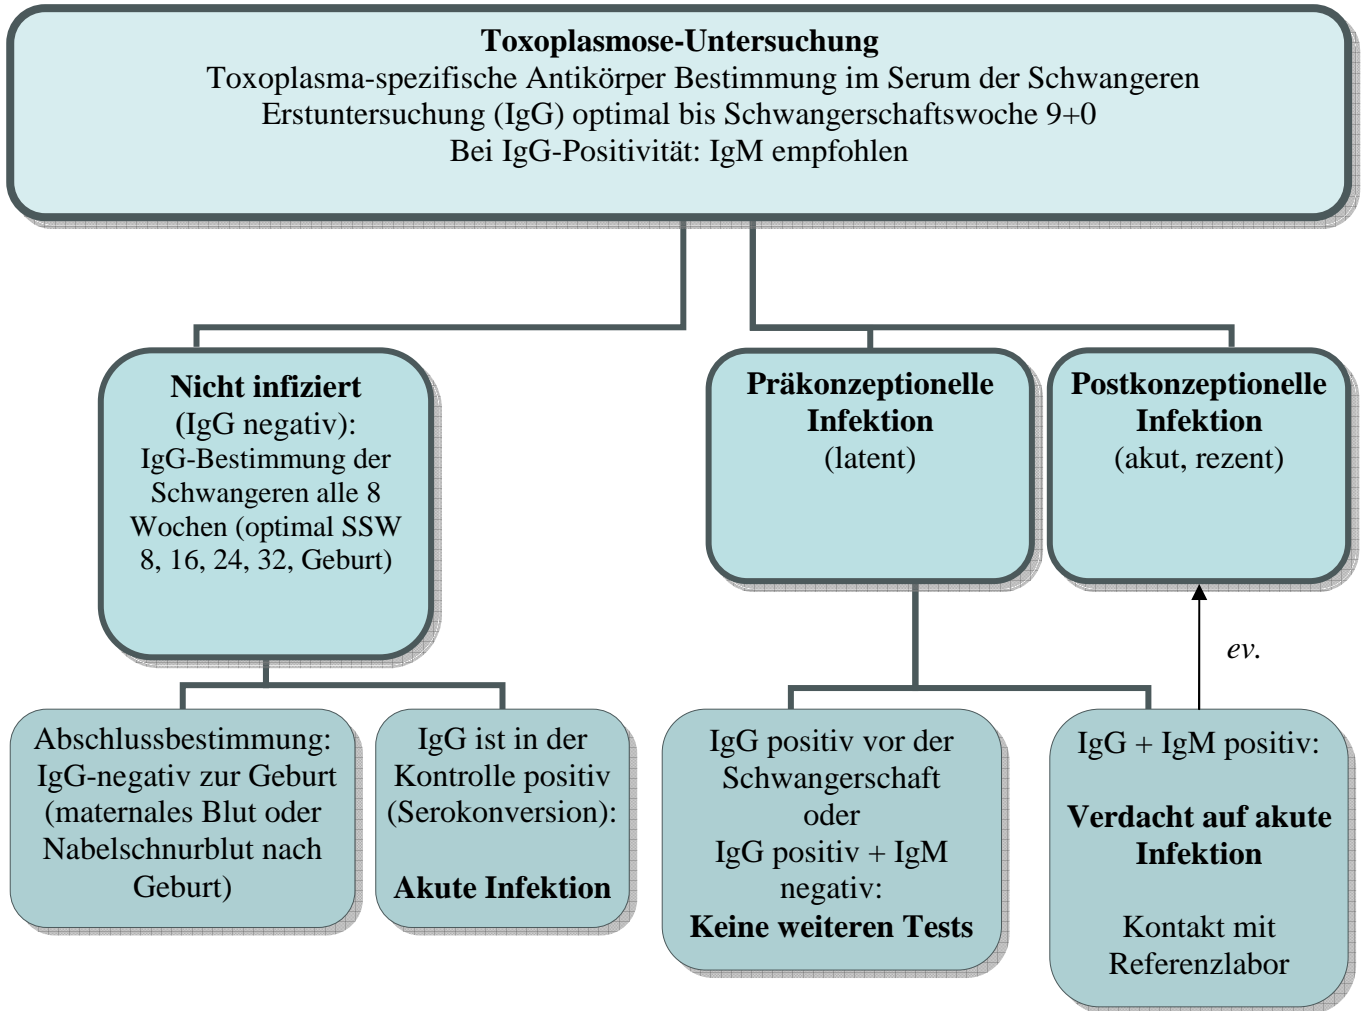 Toxoplasmose-Untersuchung
Toxoplasma-spezifische Antikörper Bestimmung im Serum der Schwangeren
Erstuntersuchung (IgG) optimal bis Schwangerschaftswoche 9+0
Bei IgG-Positivität: IgM empfohlen
Nicht infiziert
(IgG negativ):
IgG-Bestimmung der
Schwangeren alle 8
Wochen (optimal SSW
8, 16, 24, 32, Geburt)
Präkonzeptionelle
Infektion
(latent)
Postkonzeptionelle
Infektion
(akut, rezent)
ev.
Abschlussbestimmung:
IgG-negativ zur Geburt
(maternales Blut oder
Nabelschnurblut nach
Geburt)
IgG ist in der
Kontrolle positiv
(Serokonversion):
Akute Infektion
IgG positiv vor der
Schwangerschaft
oder
IgG positiv + IgM
negativ:
Keine weiteren Tests
IgG + IgM positiv:
Verdacht auf akute
Infektion
Kontakt mit
Referenzlabor